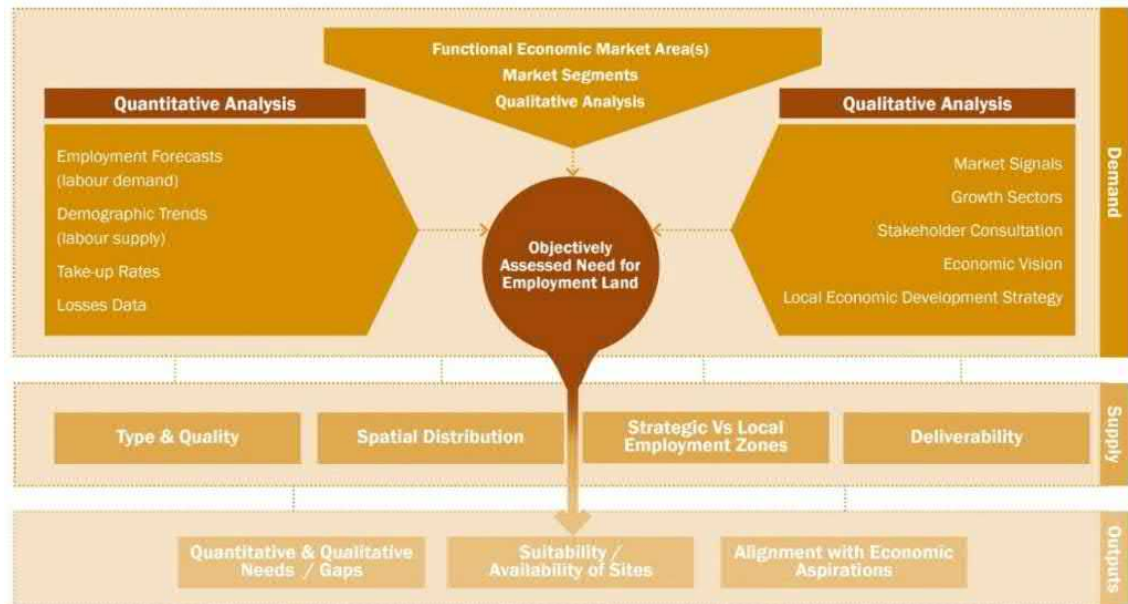 Functional Economic Market Area(s)
Market Segments
Qualitative Analysis
Quantitative Analysis
Employment Forecasts
(labour demand)
Demographic Trends
(labour supply)
Take-up Rates
Losses Data
Qualitative Analysis
Market Signals
Growth Sectors
Stakeholder Consultation
Economic Vision
Local Economic Development Strategy
Objectively
Assessed Need for
Employment Land
Demand
Type & Quality
Spatial Distribution
Strategic Vs Local
Employment Zones
Deliverability
Supply
Quantitative & Qualitative
Needs / Gaps
Suitability /
Availability of Sites
Alignment with Economic
Aspirations
Outputs